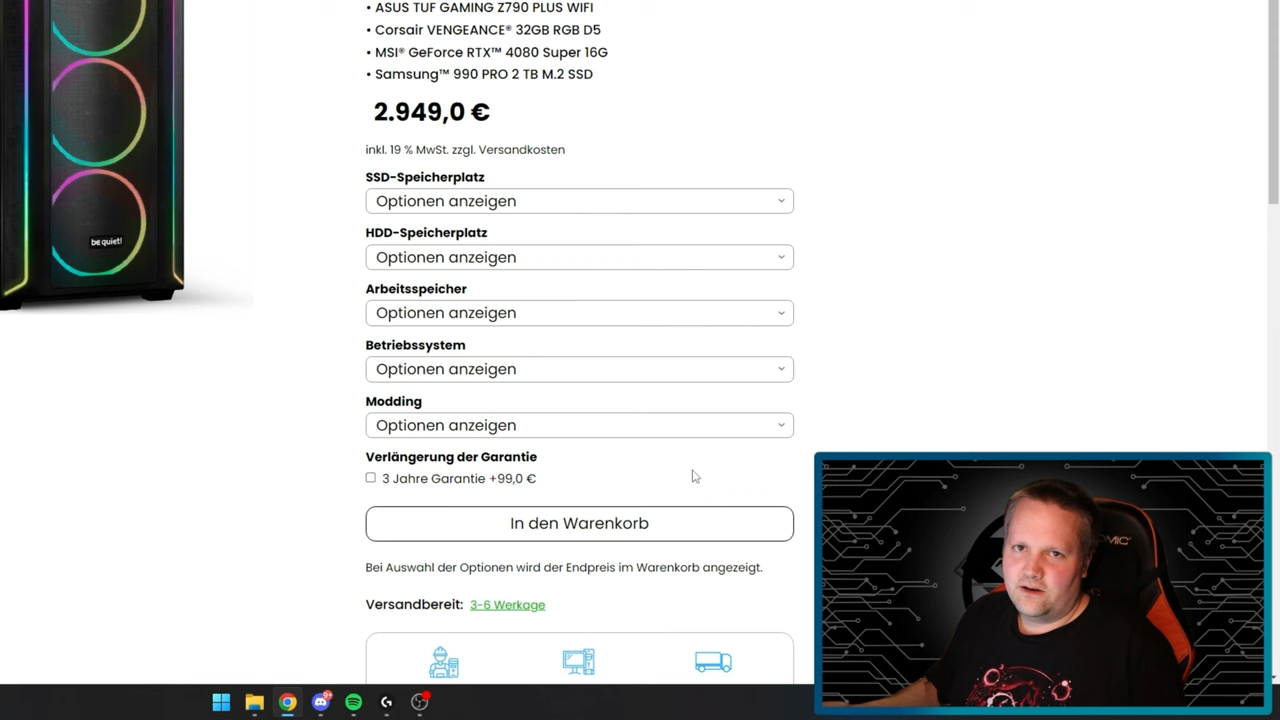 • ASUS TUF GAMING Z790 PLUS WIFI
• Corsair VENGEANCE® 32GB RGB D5
• MSI® GeForce RTX™ 4080 Super 16G
• Samsung™ 990 PRO 2 TB M.2 SSD
2.949,0 €
inkl. 19 % MwSt. zzgl. Versandkosten
SSD-Speicherplatz
Optionen anzeigen
HDD-Speicherplatz
Optionen anzeigen
Arbeitsspeicher
Optionen anzeigen
Betriebssystem
Optionen anzeigen
Modding
Optionen anzeigen
Verlängerung der Garantie
3 Jahre Garantie +99,0 €
In den Warenkorb
Bei Auswahl der Optionen wird der Endpreis im Warenkorb angezeigt.
Versandbereit: 3-6 Werkage
be quiet!